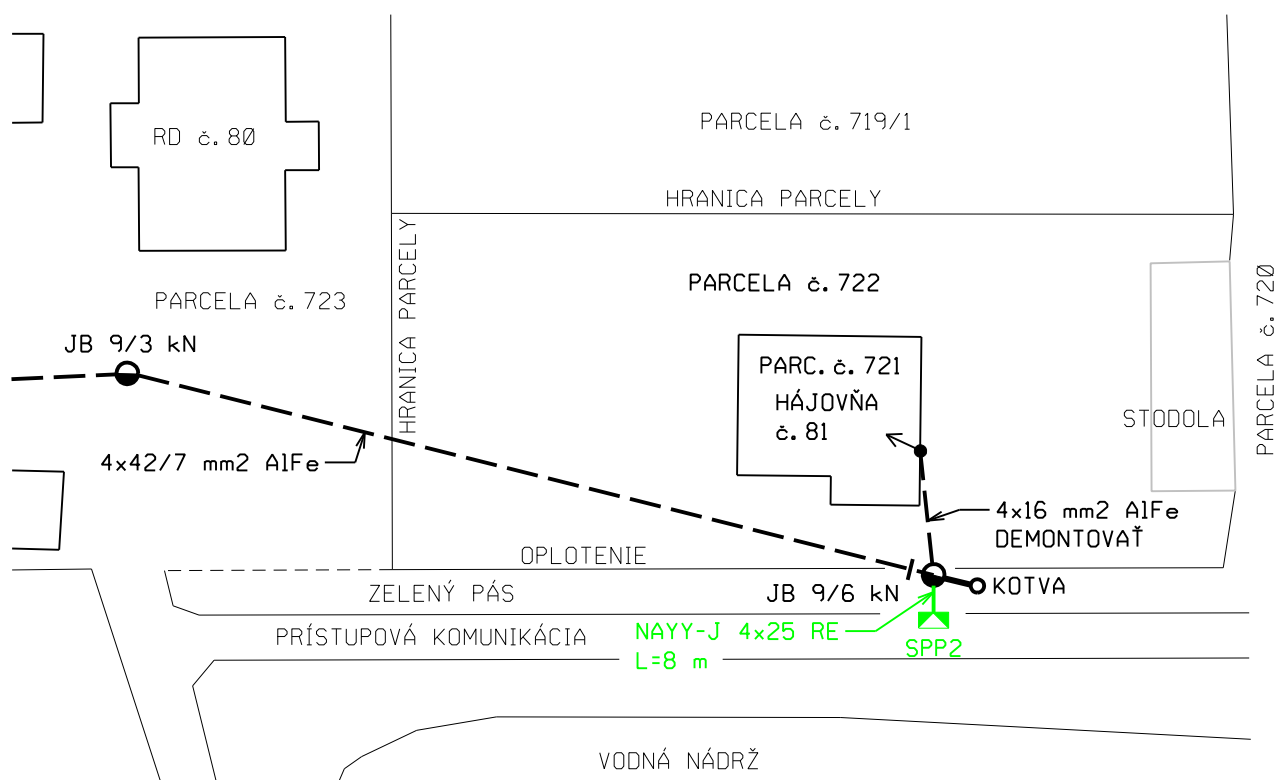 PARCELA č. 719/1
RD č. 80
HRANICA PARCELY
HRANICA PARCELY
PARCELA č. 722
PARCELA č. 723
PARCELA č. 720
JB 9/3 kN
PARC. č. 721
HÁJOVŇA
č. 81
STODOLA
4x42/7 mm2 AlFe
4x16 mm2 AlFe
DEMONTOVAŤ
OPLOTENIE
ZELENÝ PÁS
JB 9/6 kN
KOTVA
PRÍSTUPOVÁ KOMUNIKÁCIA
NAYY-J 4x25 RE
L=8 m
SPP2
VODNÁ NÁDRŽ